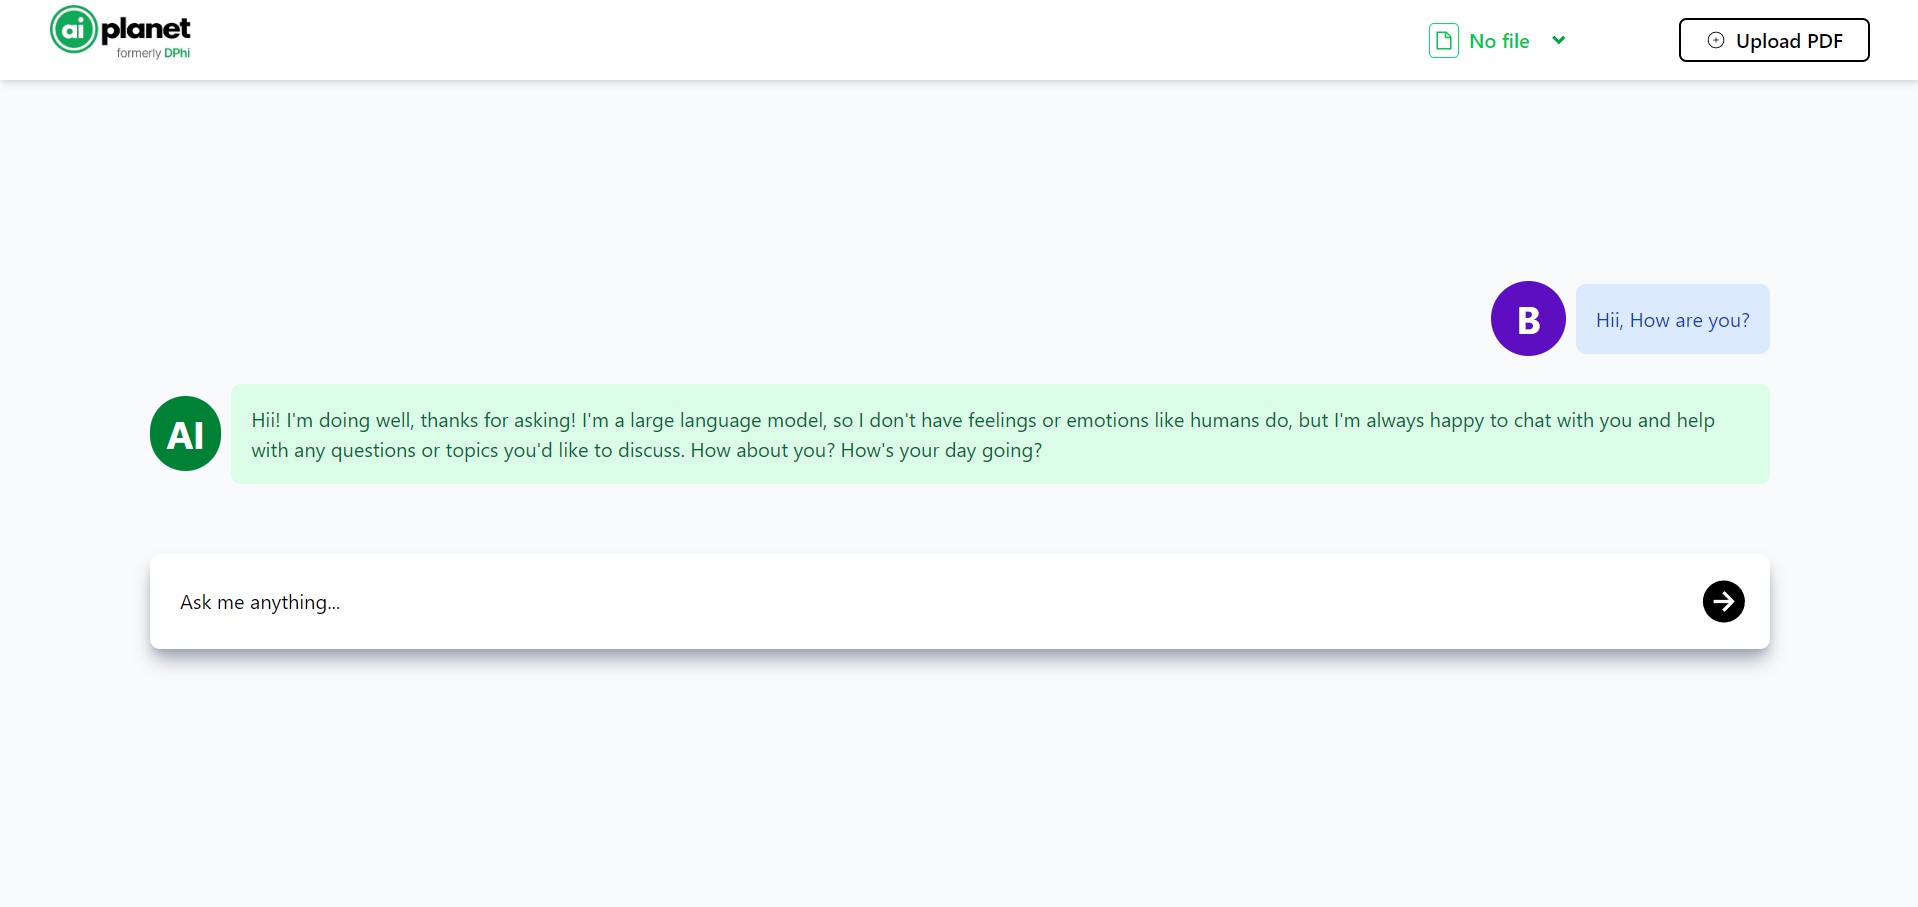 ai planet
formerly DPhi
No file
Upload PDF
B
Hii, How are you?
AI
Hii! I'm doing well, thanks for asking! I'm a large language model, so I don't have feelings or emotions like humans do, but I'm always happy to chat with you and help
with any questions or topics you'd like to discuss. How about you? How's your day going?
Ask me anything...